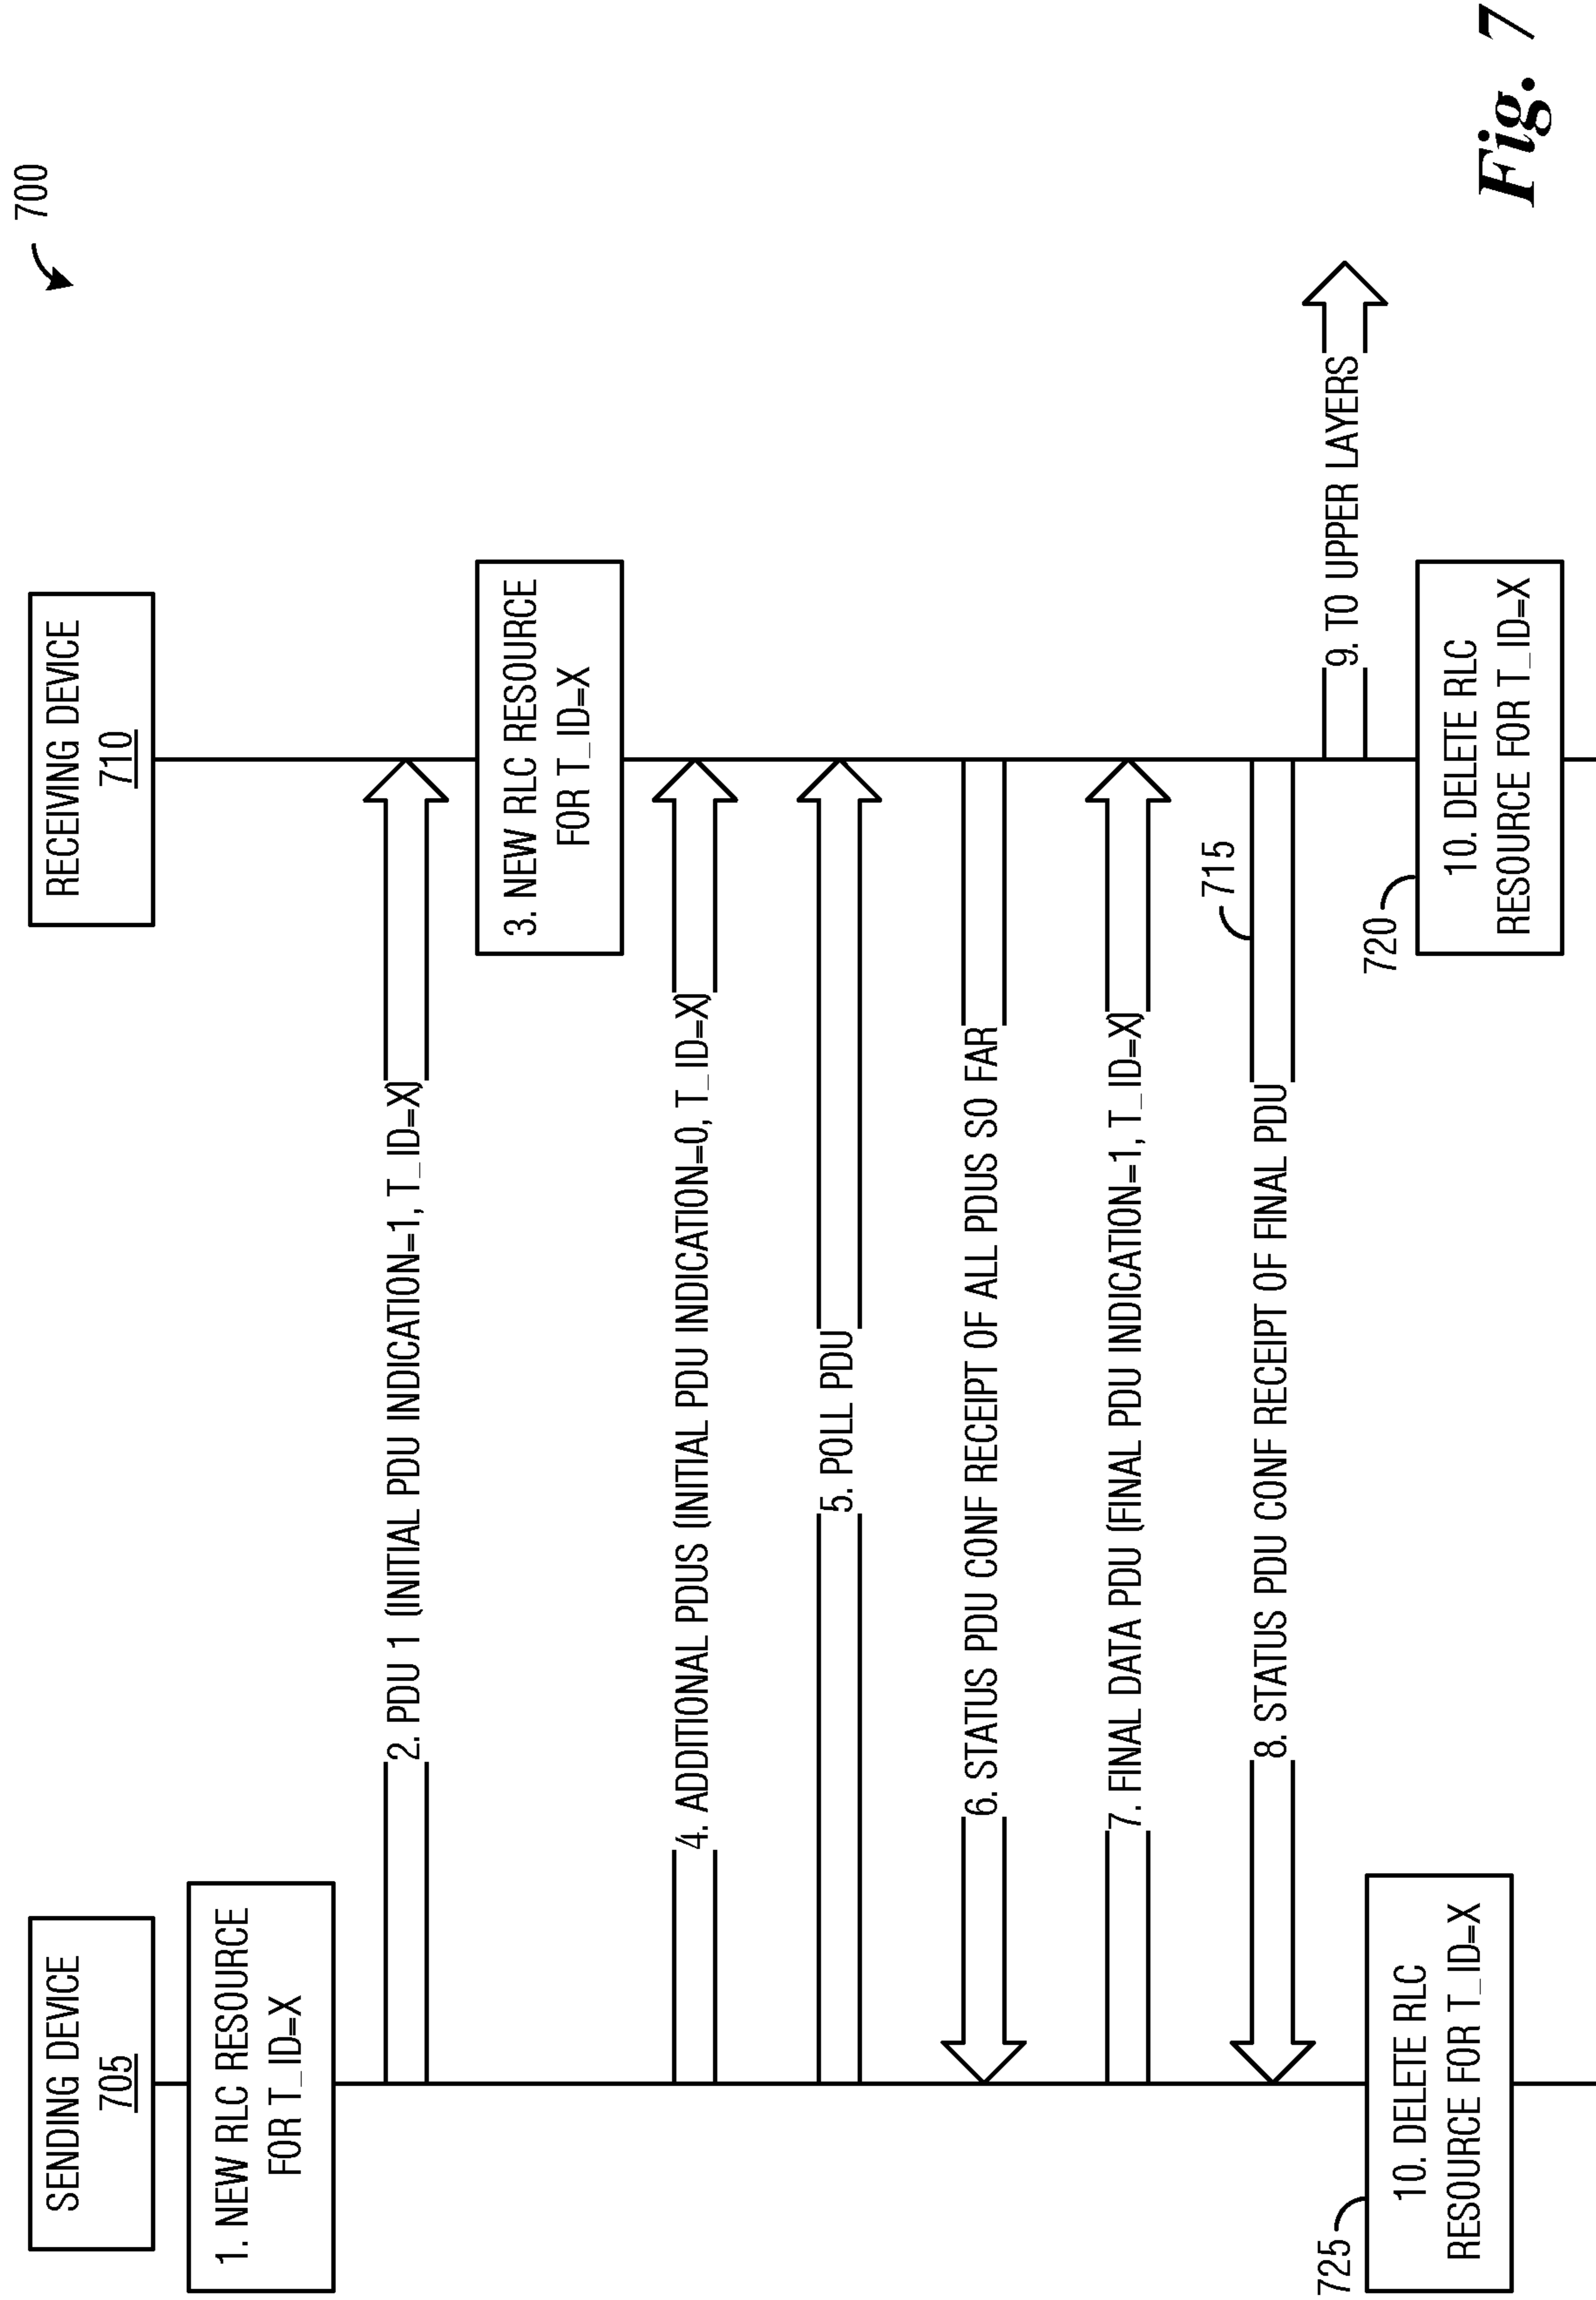 700
SENDING DEVICE
705
RECEIVING DEVICE
710
1. NEW RLC RESOURCE
FOR T_ID=X
2. PDU 1 (INITIAL PDU INDICATION=1, T_ID=X)
3. NEW RLC RESOURCE
FOR T_ID=X
4. ADDITIONAL PDUS (INITIAL PDU INDICATION=0, T_ID=X)
5. POLL PDU
6. STATUS PDU CONF RECEIPT OF ALL PDUS SO FAR
7. FINAL DATA PDU (FINAL PDU INDICATION=1, T_ID=X)
715
8. STATUS PDU CONF RECEIPT OF FINAL PDU
9. TO UPPER LAYERS
725
10. DELETE RLC
RESOURCE FOR T_ID=X
720
10. DELETE RLC
RESOURCE FOR T_ID=X
Fig. 7